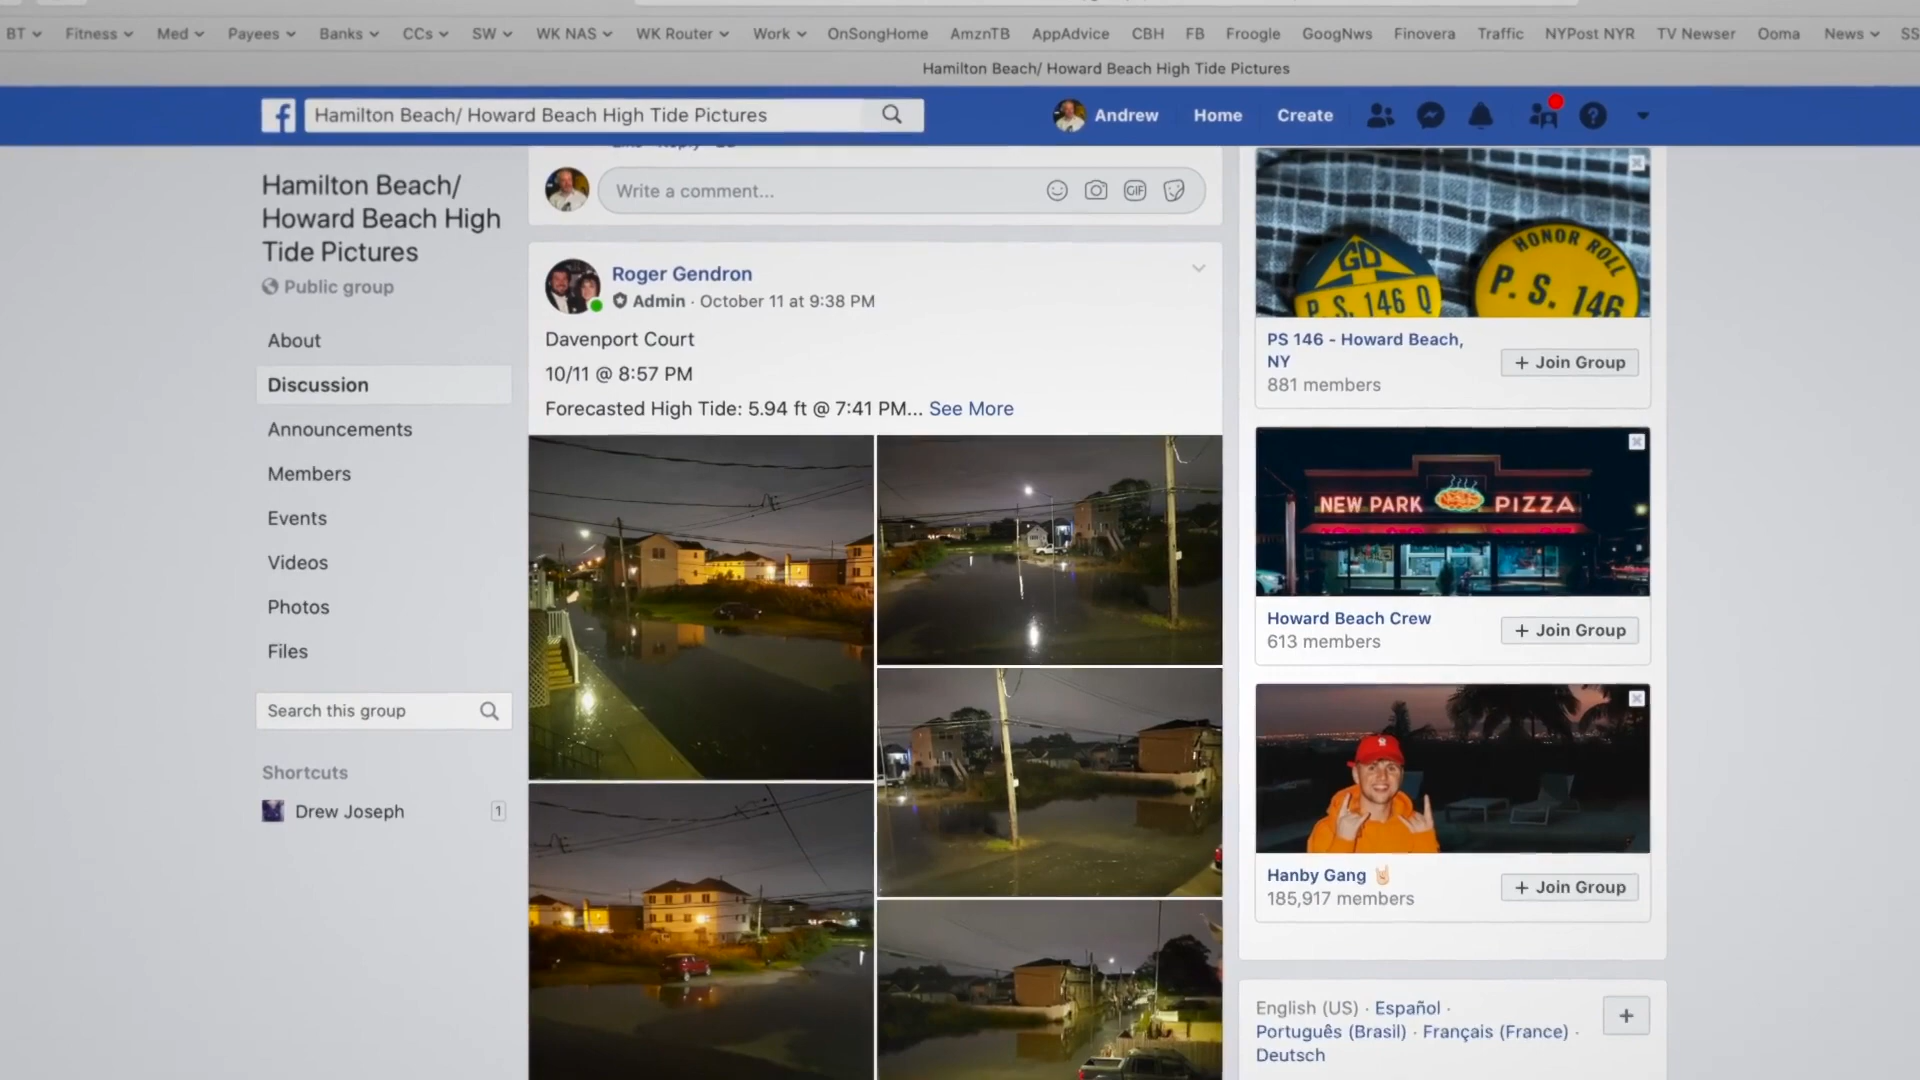 BT Fitness Med Payees Banks CCs SW WK NAS WK Router Work OnSongHome AmznTB AppAdvice CBH FB Froogle GoogNws Finovera Traffic NYPost NYR TV Newser Ooma News SS
Hamilton Beach/ Howard Beach High Tide Pictures
Hamilton Beach/ Howard Beach High Tide Pictures
Andrew Home Create
Hamilton Beach/
Howard Beach High
Tide Pictures
Public group
About
Discussion
Announcements
Members
Events
Videos
Photos
Files
Search this group
Shortcuts
Drew Joseph 1
Write a comment...
GIF
Roger Gendron
Admin · October 11 at 9:38 PM
Davenport Court
10/11 @ 8:57 PM
Forecasted High Tide: 5.94 ft @ 7:41 PM... See More
GD
P. S. 146 Q
HONOR ROLL
P. S. 146
PS 146 - Howard Beach,
NY
881 members
+ Join Group
NEW PARK PIZZA
Howard Beach Crew
613 members
+ Join Group
Hanby Gang 🤘🏻
185,917 members
+ Join Group
English (US) · Español ·
Português (Brasil) · Français (France) ·
Deutsch
+